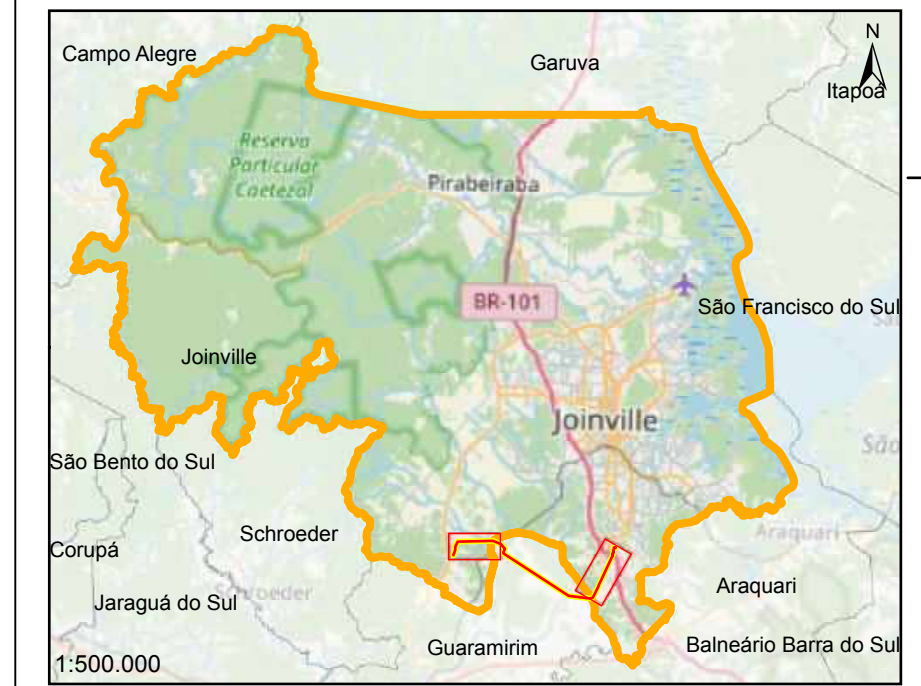 N
Campo Alegre
Garuva
Itapoá
Reserva
Particular
Caetezal
Pirabeiraba
BR-101
São Francisco do Sul
Joinville
Joinville
São
São Bento do Sul
Schroeder
Corupá
Araquari
Araquari
Schroeder
Jaraguá do Sul
Guaramirim
Balneário Barra do Sul
1:500.000